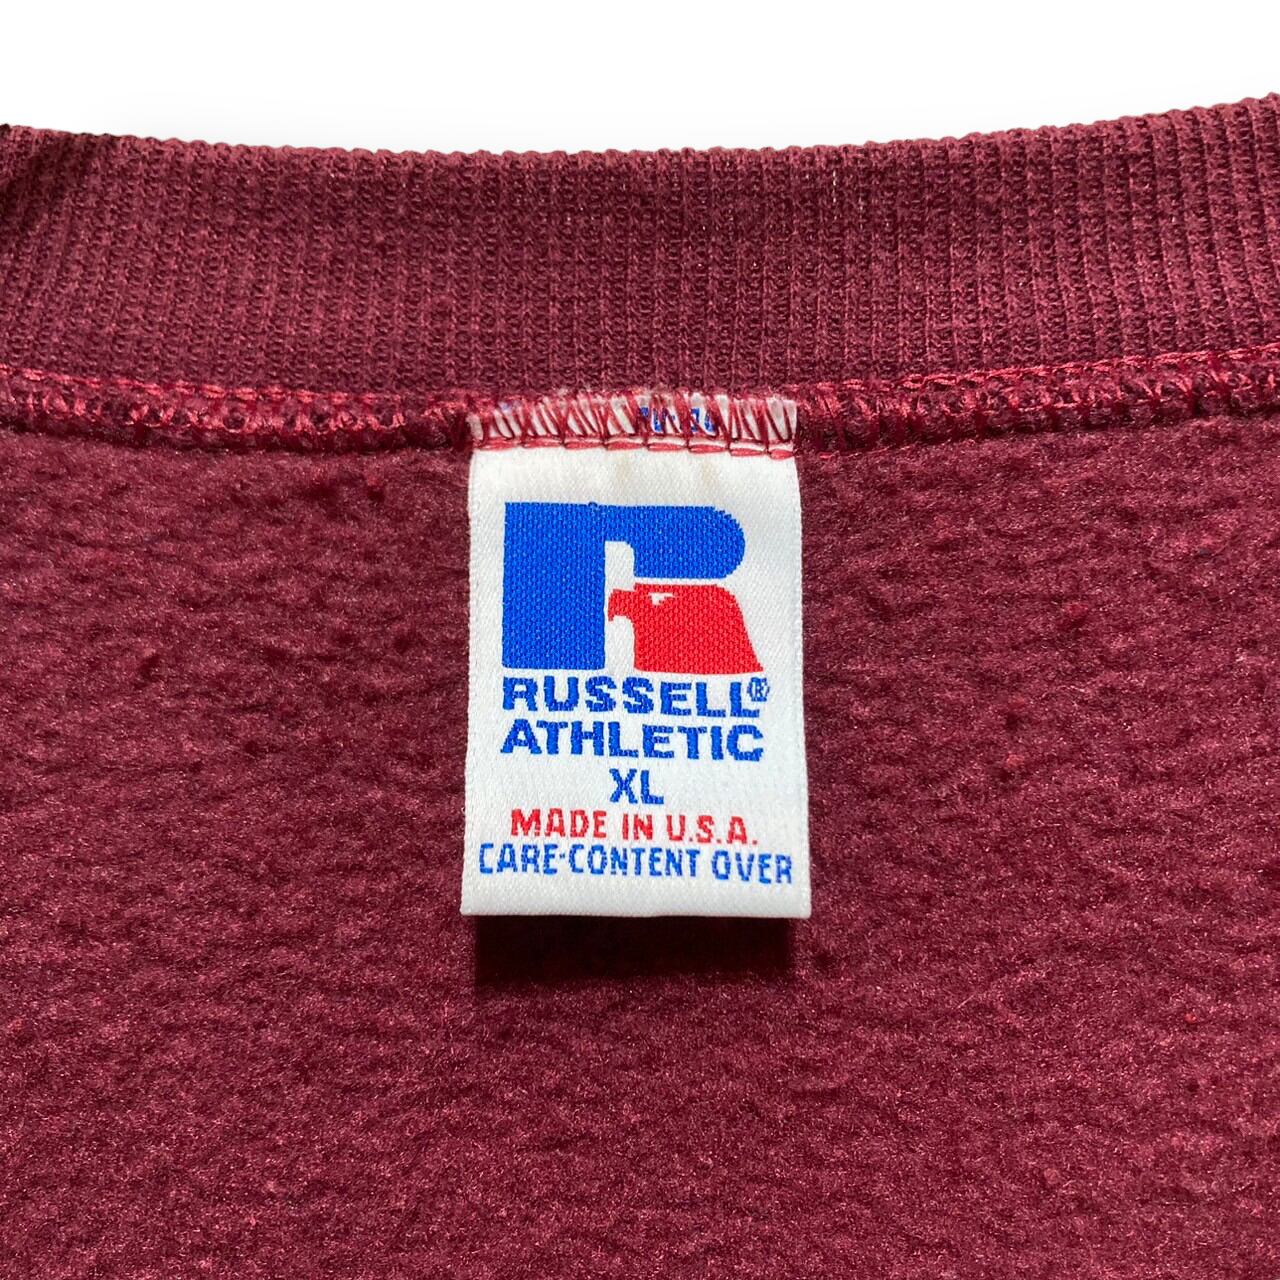 RUSSELL®
ATHLETIC
XL
MADE IN U.S.A.
CARE-CONTENT OVER